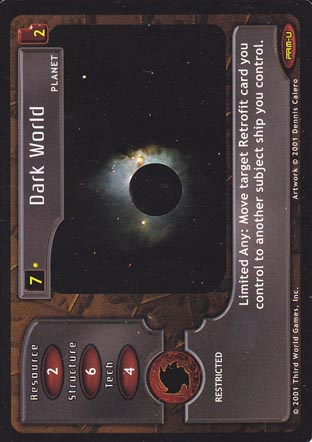 7
Dark World
2
PLANET
Resource
2
Structure
6
Tech
4
RESTRICTED
Limited Any: Move target Retrofit card you
control to another subject ship you control.
PRIM-U
© 2001 Third World Games, Inc.
Artwork © 2001 Dennis Calero